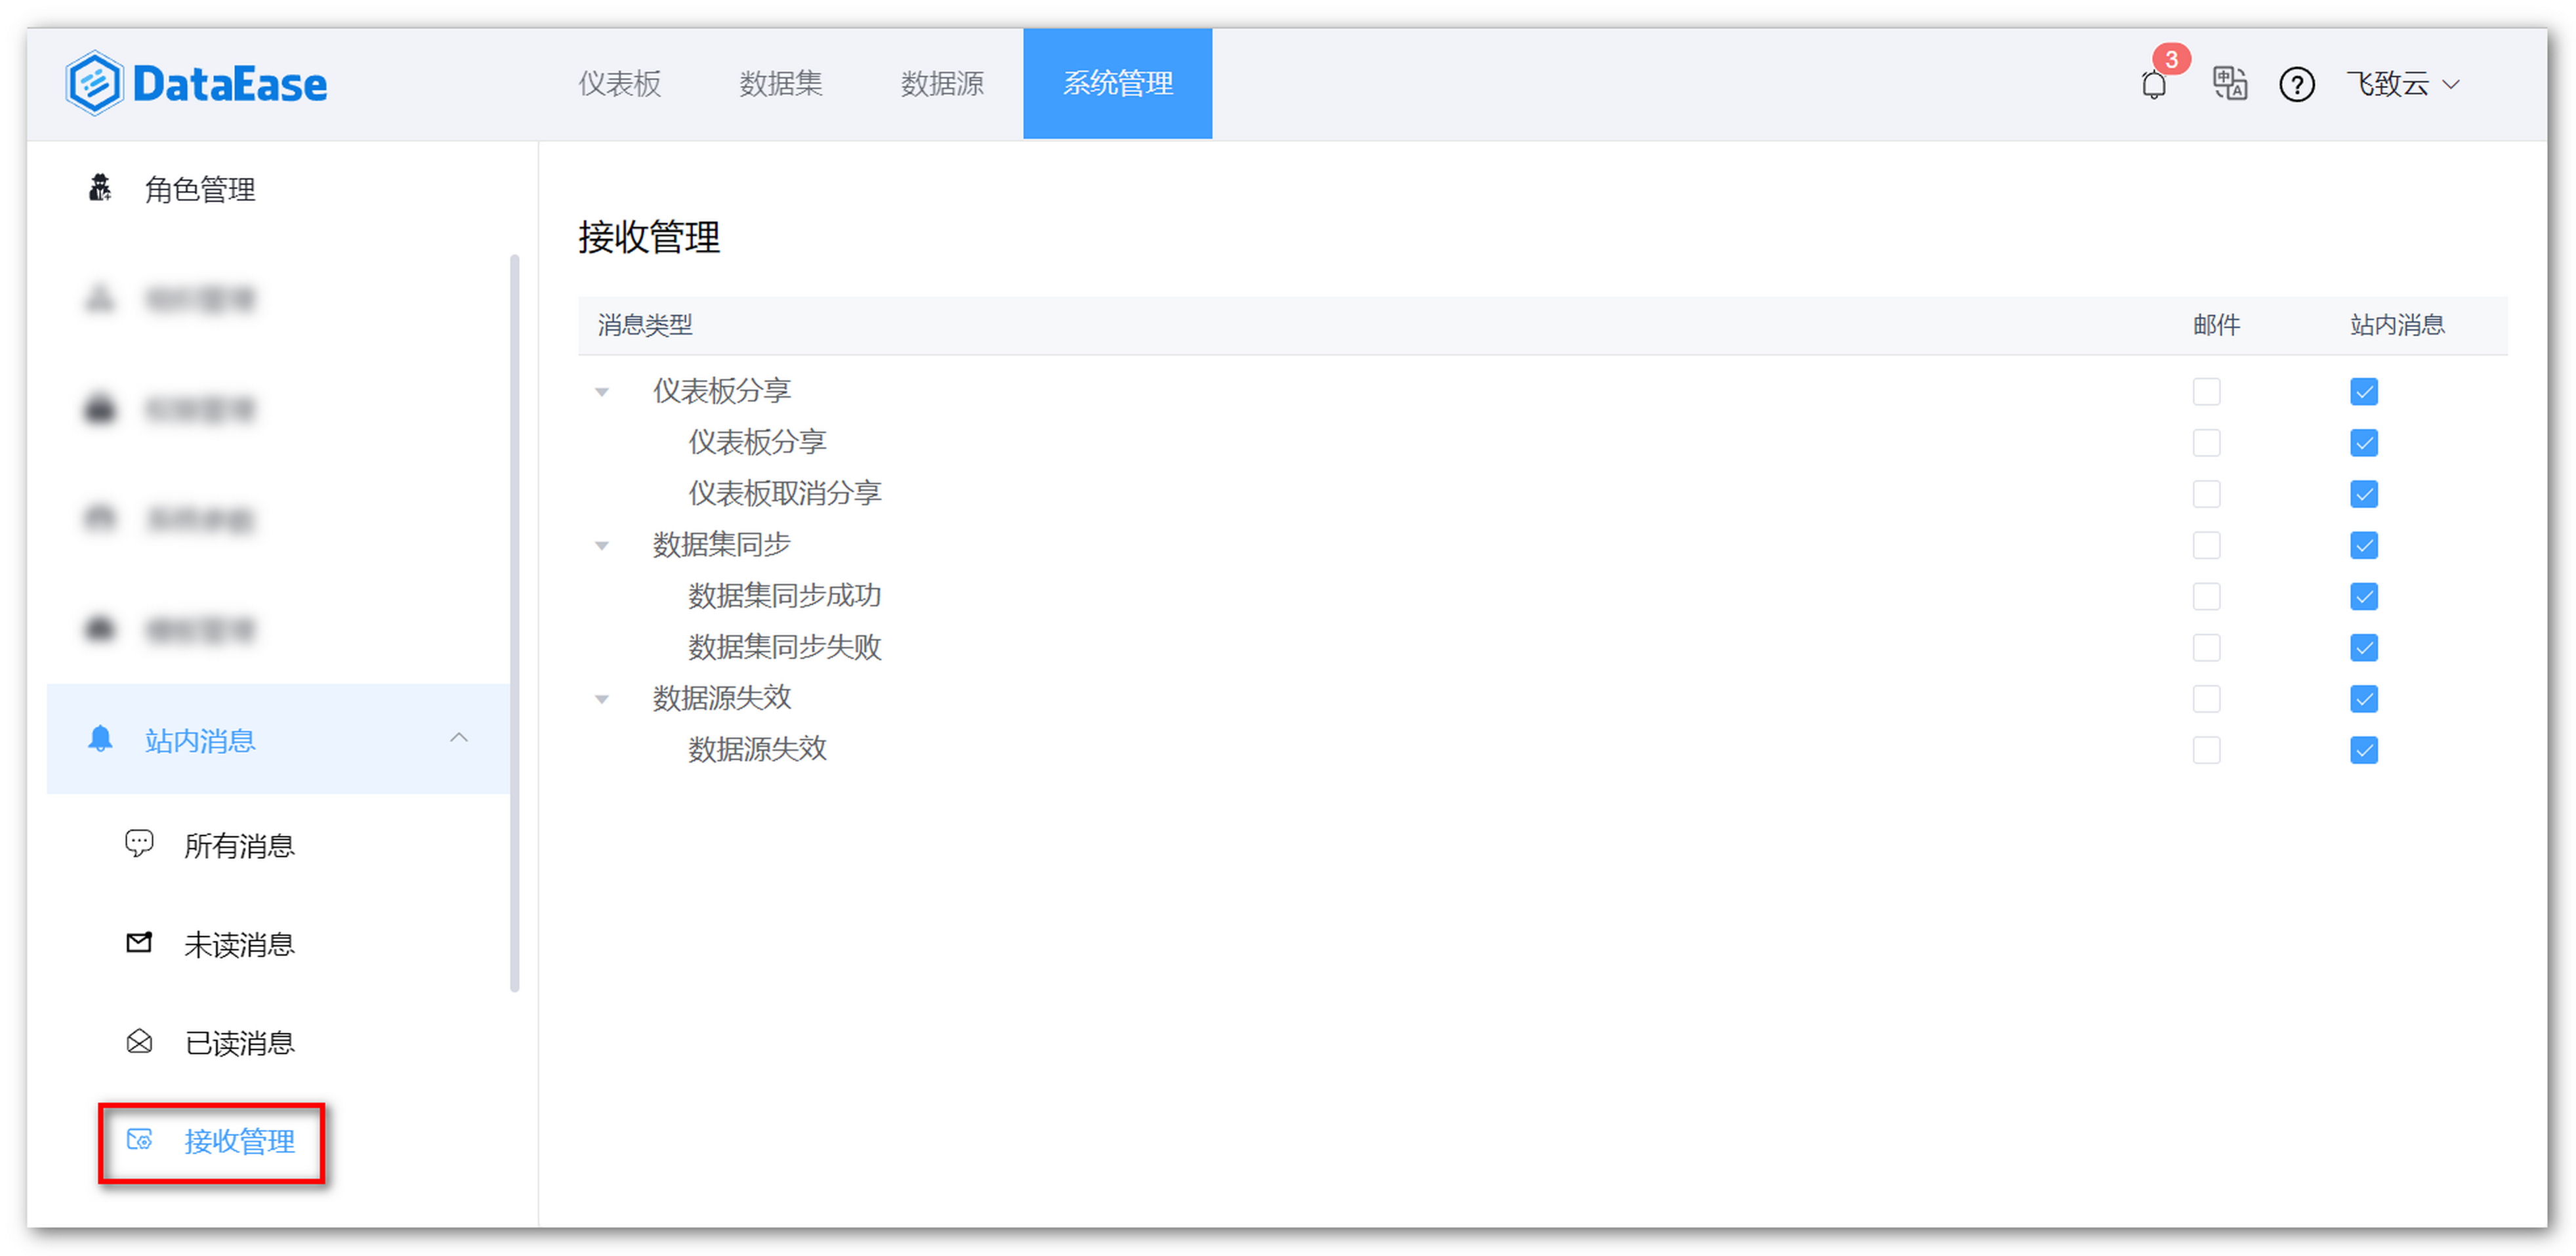 DataEase 仪表板 数据集 数据源 系统管理 3 飞致云
角色管理
站内消息
所有消息
未读消息
已读消息
接收管理
接收管理
消息类型 邮件 站内消息
仪表板分享
仪表板分享
仪表板取消分享
数据集同步
数据集同步成功
数据集同步失败
数据源失效
数据源失效